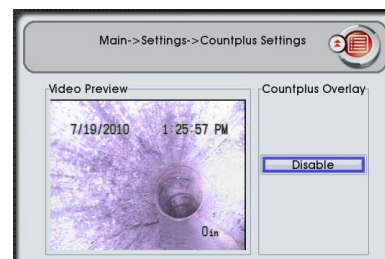 Main->Settings->Countplus Settings
Video Preview
Countplus Overlay
7/19/2010 1:25:57 PM
Disable
0in